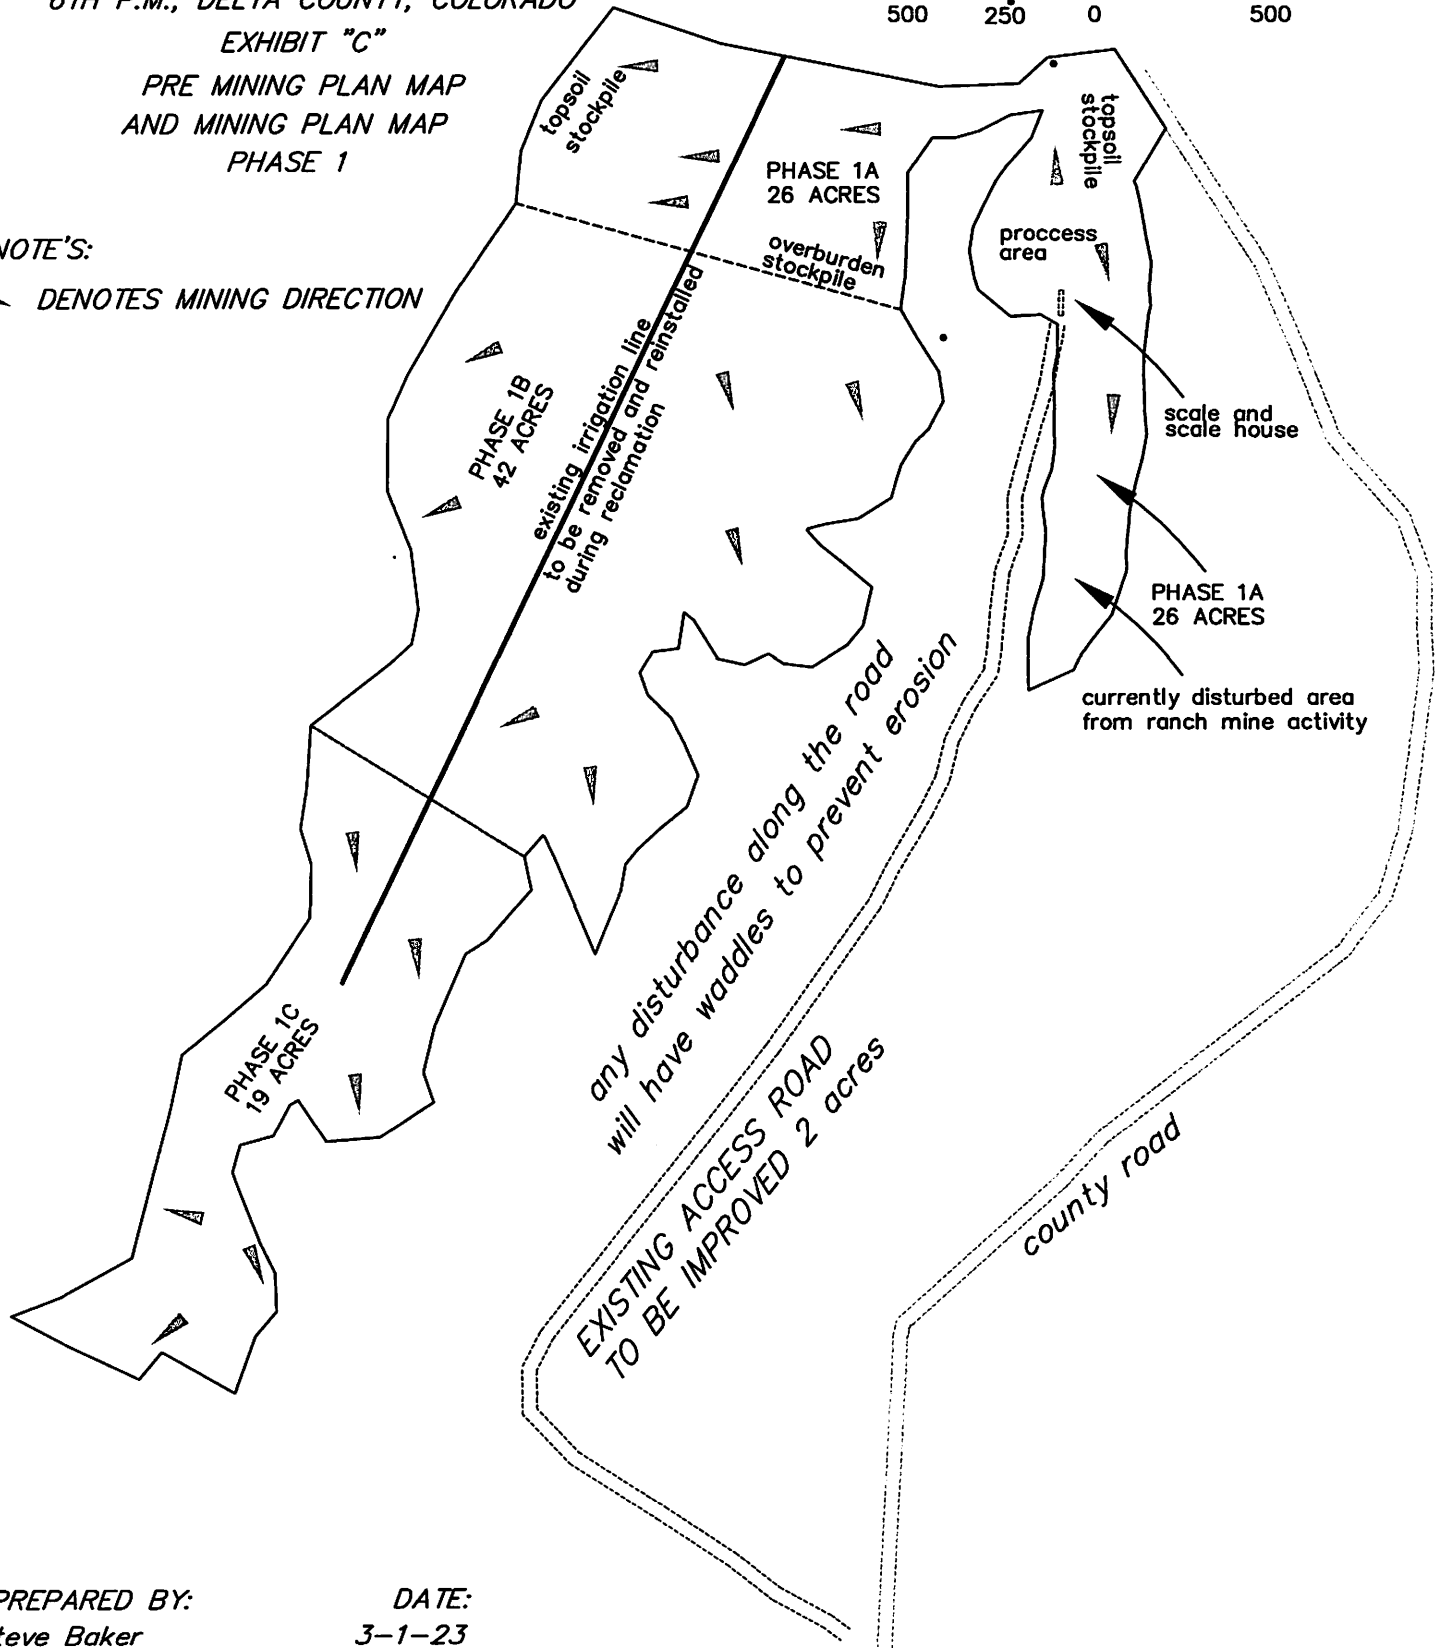 6TH P.M., DELTA COUNTY, COLORADO
EXHIBIT "C"
PRE MINING PLAN MAP
AND MINING PLAN MAP
PHASE 1
NOTE'S:
DENOTES MINING DIRECTION
500 250 0 500
topsoil
stockpile
PHASE 1A
26 ACRES
overburden
stockpile
topsoil
stockpile
proccess
area
scale and
scale house
PHASE 1A
26 ACRES
currently disturbed area
from ranch mine activity
PHASE 1B
42 ACRES
existing irrigation line
to be removed and reinstalled
during reclamation
any disturbance along the road
will have waddles to prevent erosion
EXISTING ACCESS ROAD
TO BE IMPROVED 2 acres
county road
PHASE 1C
19 ACRES
PREPARED BY:
teve Baker
DATE:
3-1-23